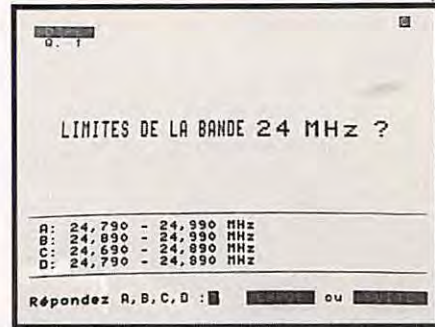 Q. 1
LIMITES DE LA BANDE 24 MHz ?
A: 24,790 - 24,990 MHz
B: 24,890 - 24,990 MHz
C: 24,690 - 24,890 MHz
D: 24,790 - 24,890 MHz
Répondez A,B,C,D : ou SUITE